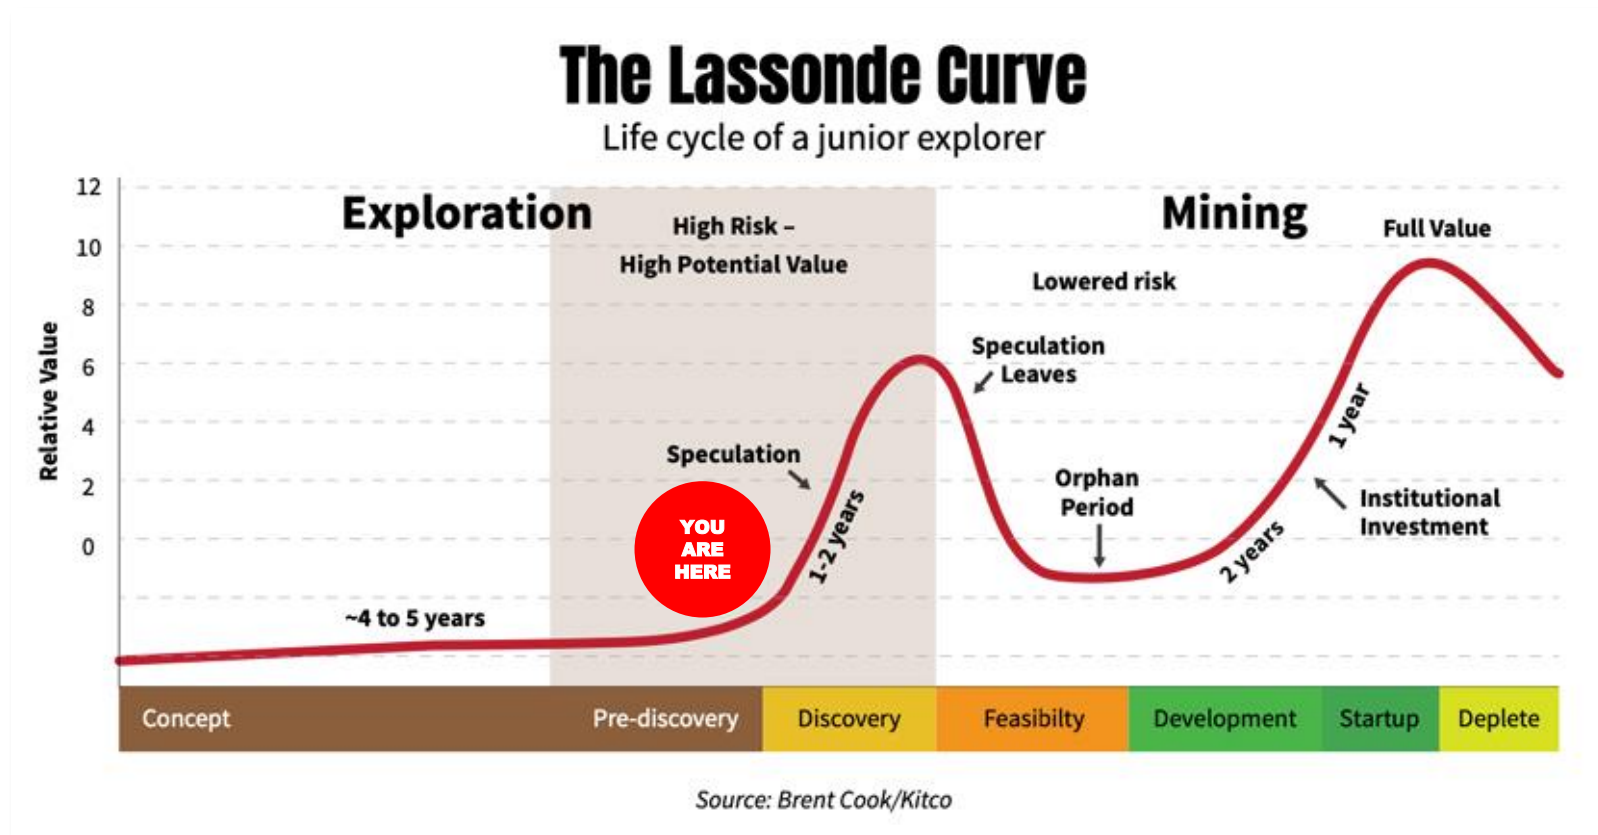 The Lassonde Curve
Life cycle of a junior explorer
12
10
8
6
4
2
0
Relative Value
Exploration
High Risk –
High Potential Value
Mining
Full Value
Lowered risk
Speculation
Leaves
Speculation
YOU
ARE
HERE
1-2 years
~4 to 5 years
Orphan
Period
1 year
2 years
Institutional
Investment
Concept
Pre-discovery
Discovery
Feasibilty
Development
Startup
Deplete
Source: Brent Cook/Kitco